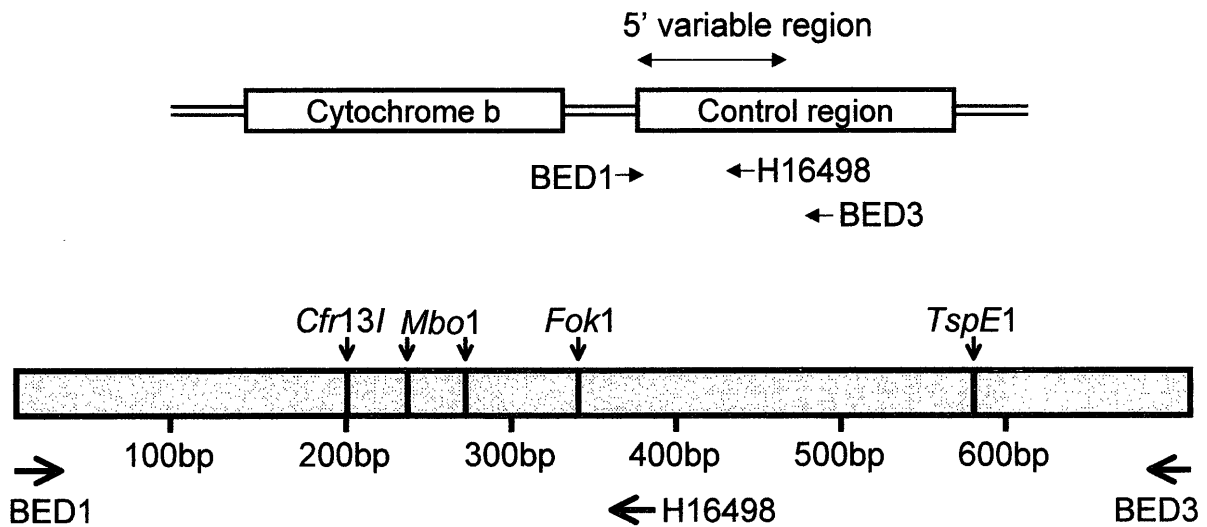 5' variable region
Cytochrome b
Control region
BED1
H16498
BED3
Cfr13I Mbo1 Fok1 TspE1
100bp 200bp 300bp 400bp 500bp 600bp
BED1 H16498 BED3